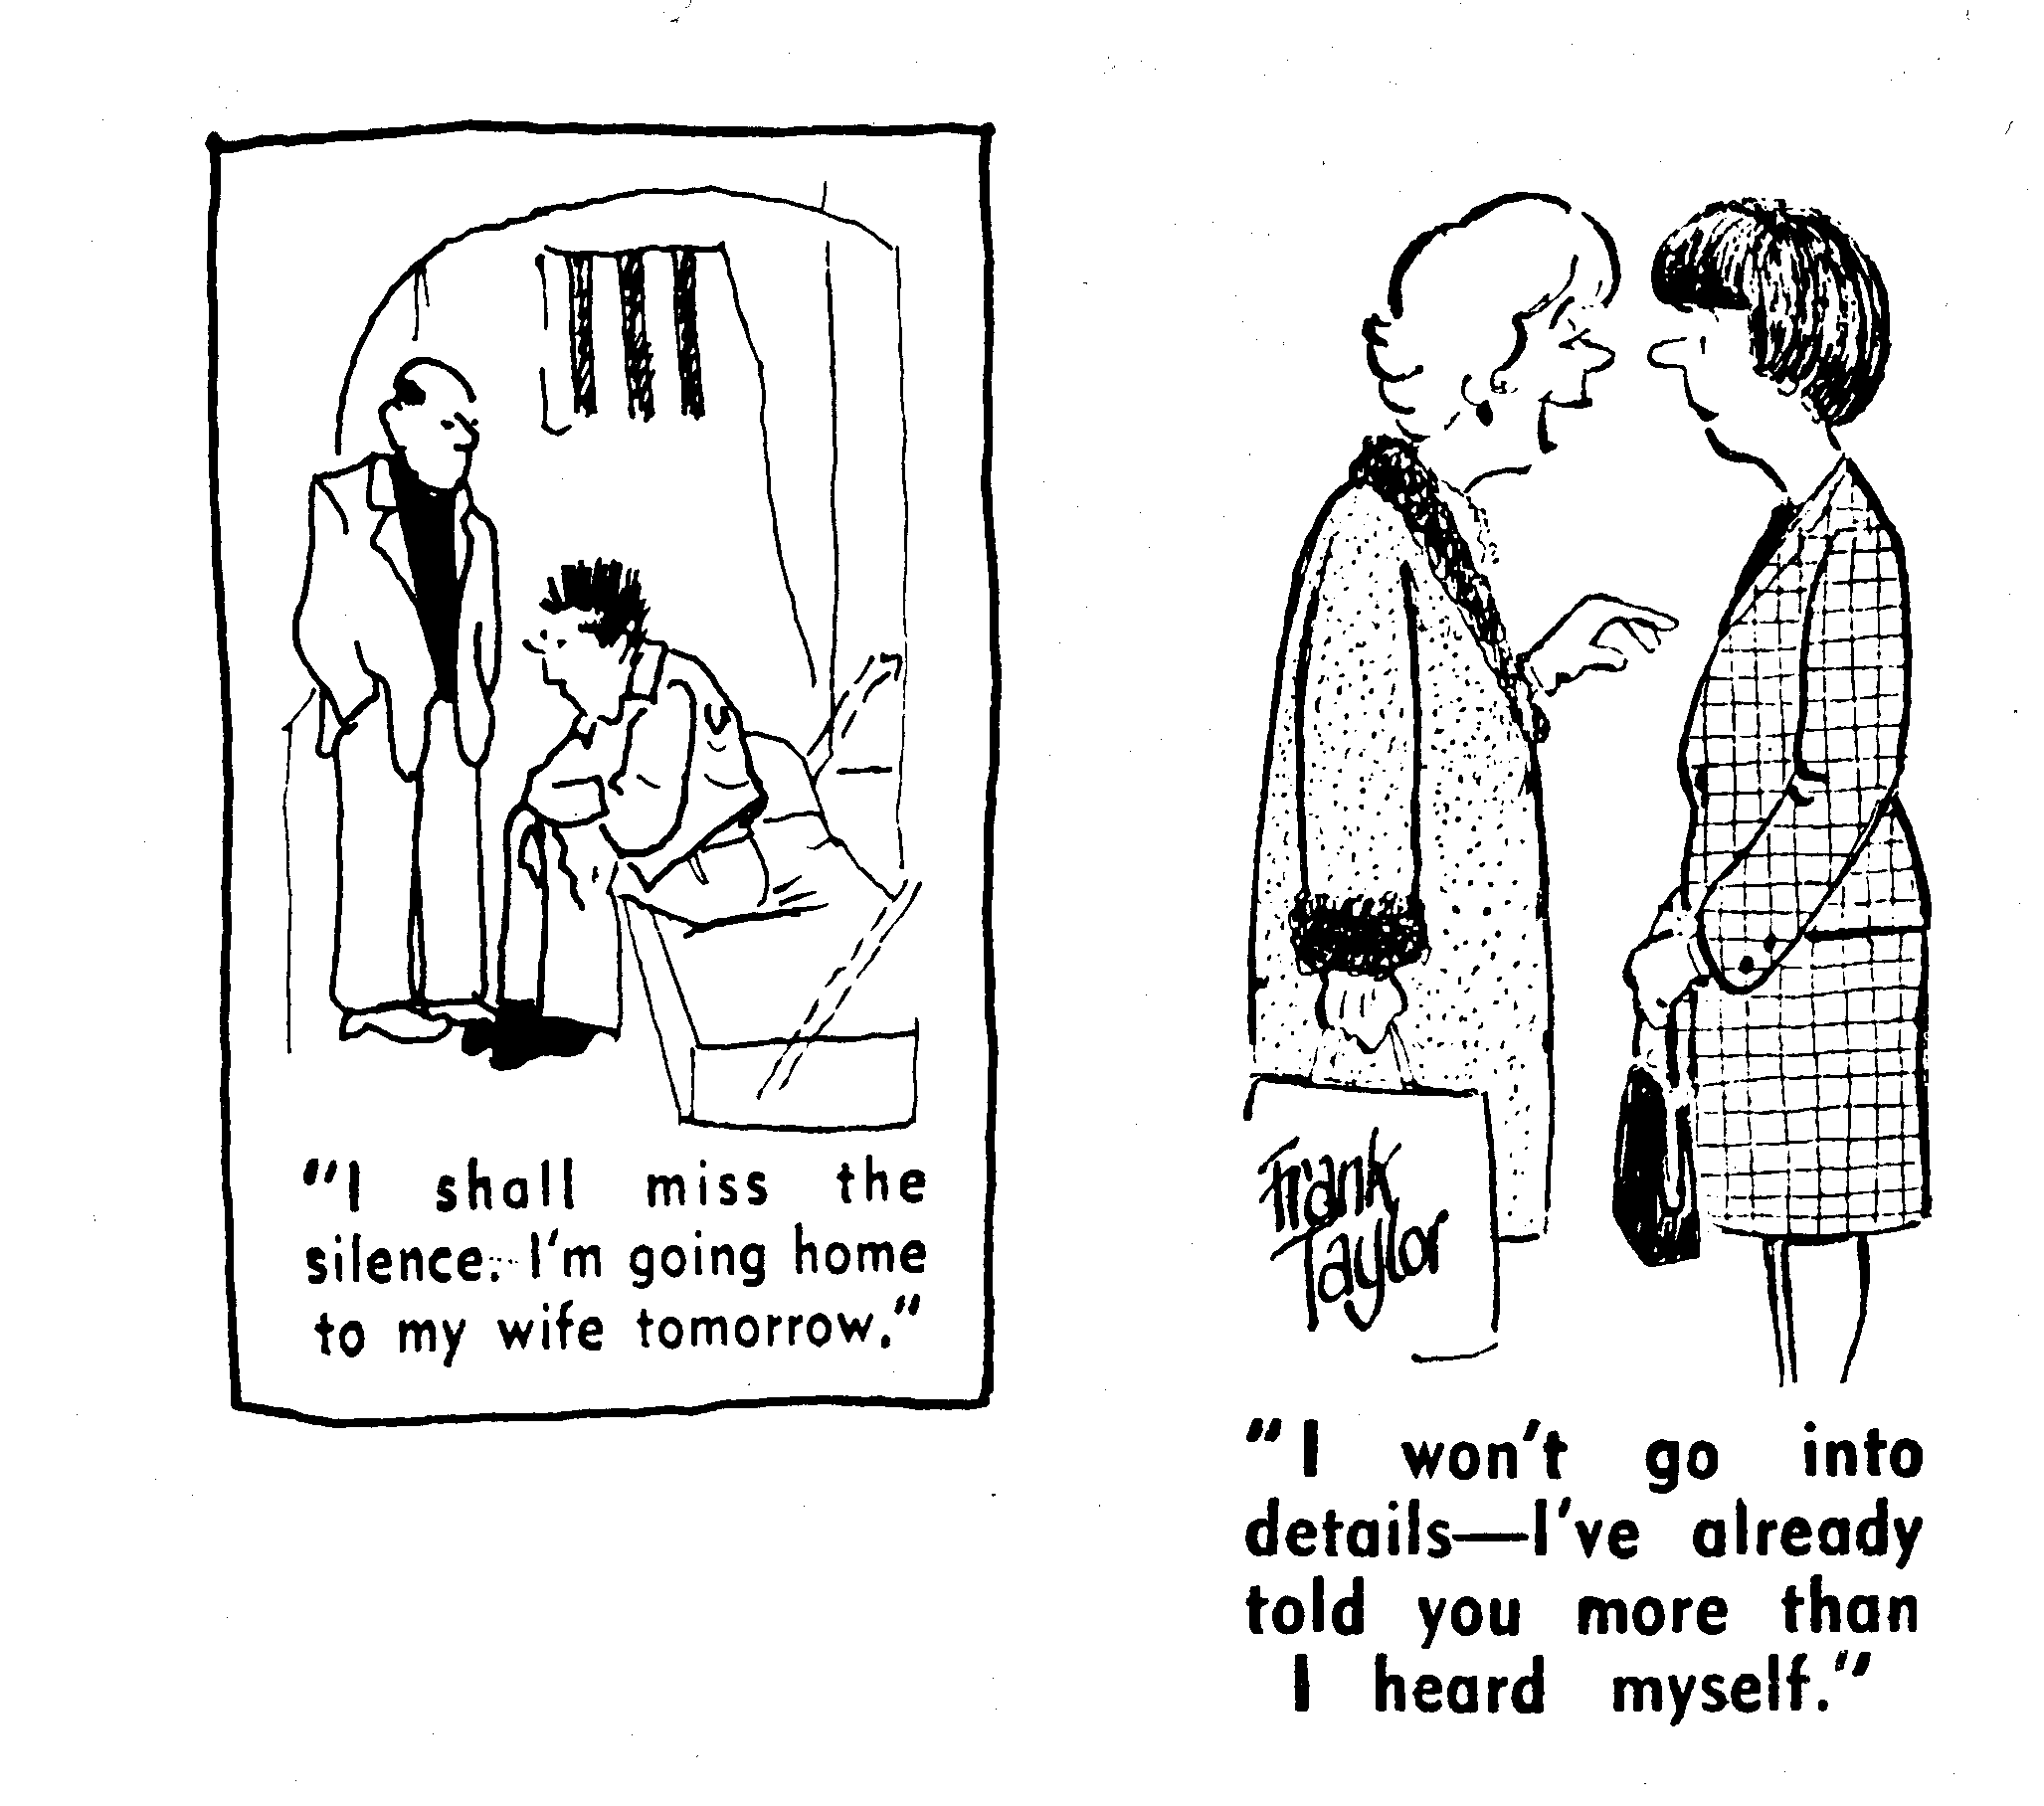 "I shall miss the
silence. I'm going home
to my wife tomorrow."
Frank
Taylor
"I won't go into
details—I've already
told you more than
I heard myself."